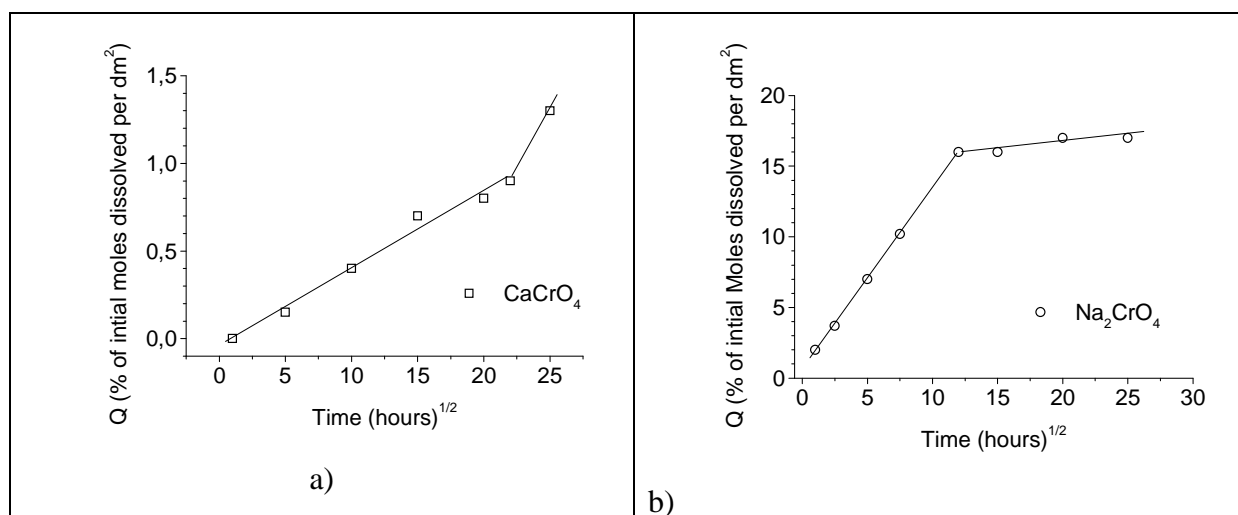 Q (% of intial moles dissolved per dm²)
1,5
1,0
0,5
0,0
CaCrO₄
0 5 10 15 20 25
Time (hours)^1/2
a)
Q (% of intial Moles dissolved per dm²)
20
15
10
5
0
Na₂CrO₄
0 5 10 15 20 25 30
Time (hours)^1/2
b)